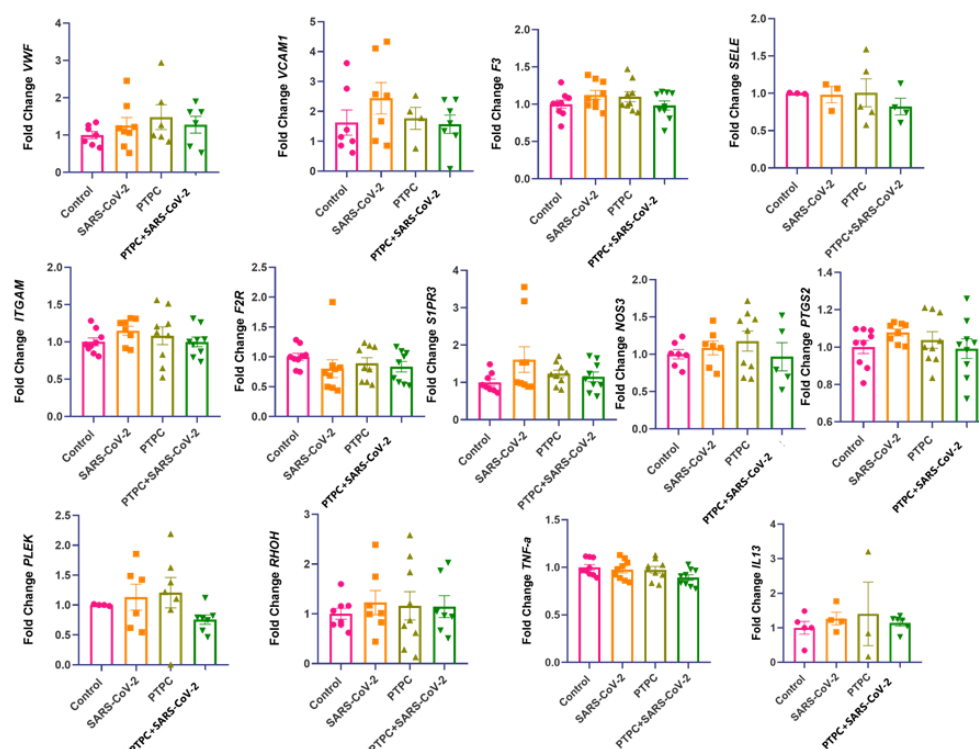 Fold Change VWF
4
3
2
1
0
Control
SARS-CoV-2
PTPC
PTPC+SARS-CoV-2
Fold Change VCAM1
5
4
3
2
1
0
Control
SARS-CoV-2
PTPC
PTPC+SARS-CoV-2
Fold Change F3
2.0
1.5
1.0
0.5
0.0
Control
SARS-CoV-2
PTPC
PTPC+SARS-CoV-2
Fold Change SELE
2.0
1.5
1.0
0.5
0.0
Control
SARS-CoV-2
PTPC
PTPC+SARS-CoV-2
Fold Change ITGAM
2.0
1.5
1.0
0.5
0.0
Control
SARS-CoV-2
PTPC
PTPC+SARS-CoV-2
Fold Change F2R
2.5
2.0
1.5
1.0
0.5
0.0
Control
SARS-CoV-2
PTPC
PTPC+SARS-CoV-2
Fold Change S1PR3
4
3
2
1
0
Control
SARS-CoV-2
PTPC
PTPC+SARS-CoV-2
Fold Change NOS3
2.0
1.5
1.0
0.5
0.0
Control
SARS-CoV-2
PTPC
PTPC+SARS-CoV-2
Fold Change PTGS2
1.4
1.2
1.0
0.8
0.6
Control
SARS-CoV-2
PTPC
PTPC+SARS-CoV-2
Fold Change PLEK
2.5
2.0
1.5
1.0
0.5
0.0
Control
SARS-CoV-2
PTPC
PTPC+SARS-CoV-2
Fold Change RHOH
3
2
1
0
Control
SARS-CoV-2
PTPC
PTPC+SARS-CoV-2
Fold Change TNF-a
1.5
1.0
0.5
0.0
Control
SARS-CoV-2
PTPC
PTPC+SARS-CoV-2
Fold Change IL13
4
3
2
1
0
Control
SARS-CoV-2
PTPC
PTPC+SARS-CoV-2